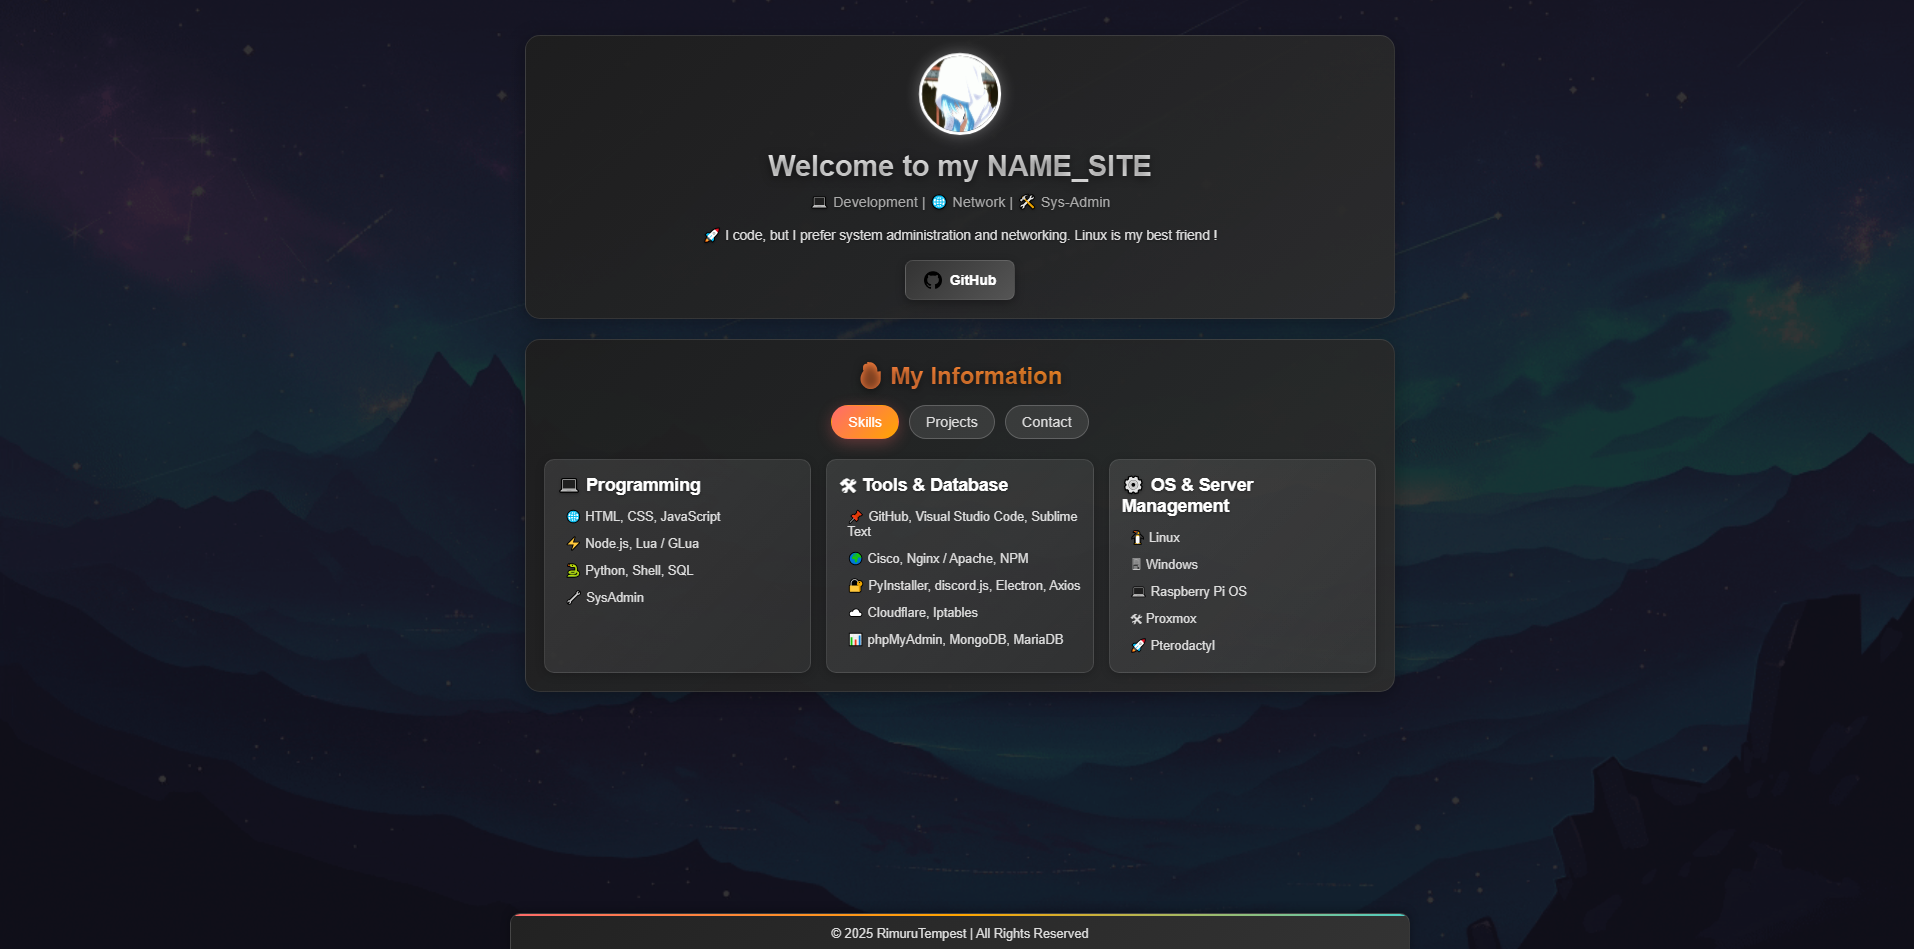 Welcome to my NAME_SITE
💻 Development | 🌐 Network | 🛠 Sys-Admin
🚀 I code, but I prefer system administration and networking. Linux is my best friend !
GitHub
My Information
Skills
Projects
Contact
💻 Programming
🌐 HTML, CSS, JavaScript
⚡ Node.js, Lua / GLua
🐍 Python, Shell, SQL
🔧 SysAdmin
🛠 Tools & Database
📌 GitHub, Visual Studio Code, Sublime
Text
🌍 Cisco, Nginx / Apache, NPM
🔐 PyInstaller, discord.js, Electron, Axios
☁ Cloudflare, Iptables
📊 phpMyAdmin, MongoDB, MariaDB
⚙ OS & Server
Management
🐧 Linux
🖥 Windows
💻 Raspberry Pi OS
🛠 Proxmox
🚀 Pterodactyl
© 2025 RimuruTempest | All Rights Reserved